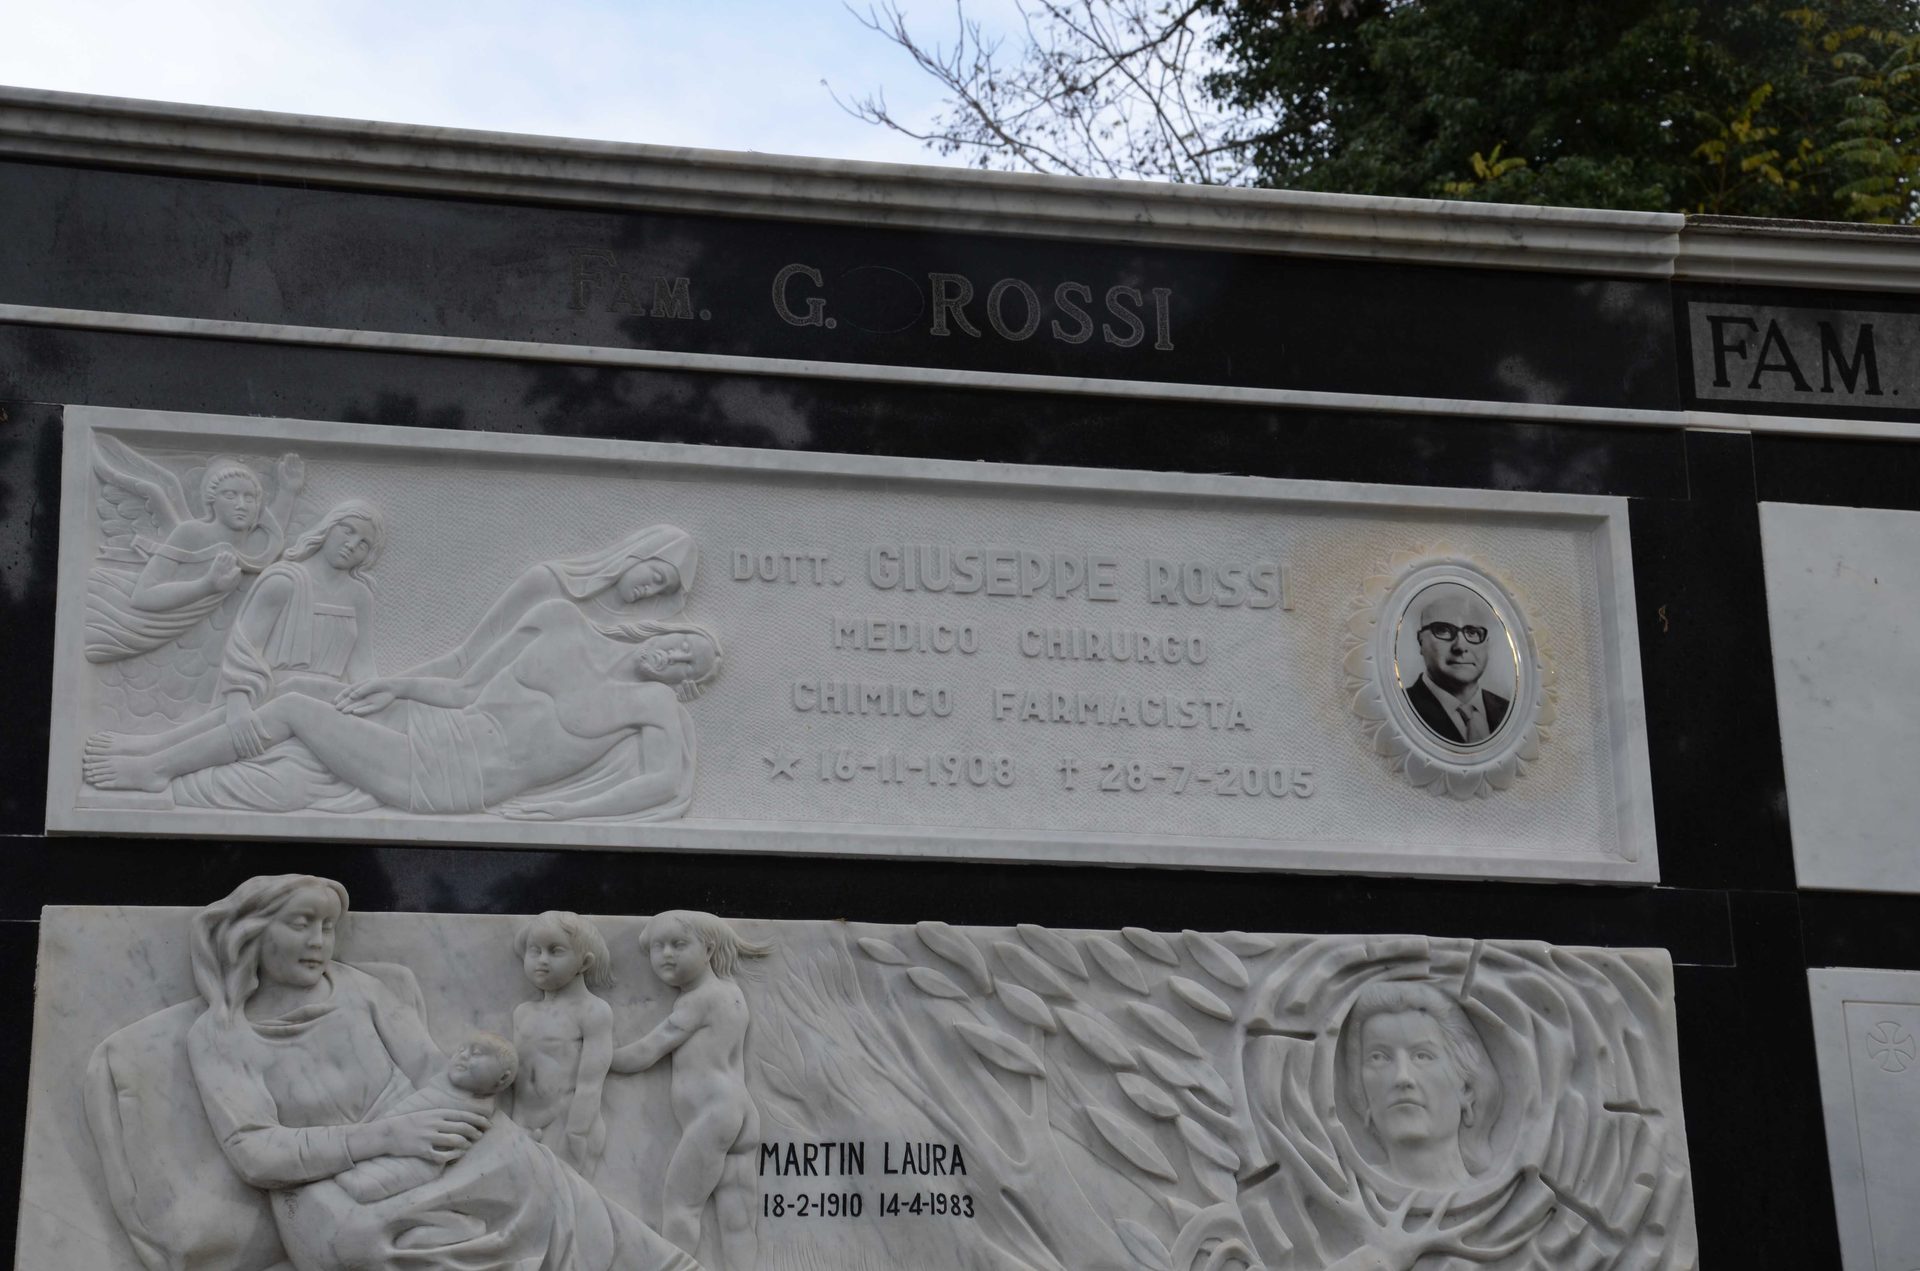 FAM. G. ROSSI
FAM.
DOTT. GIUSEPPE ROSSI
MEDICO CHIRURGO
CHIMICO FARMACISTA
★ 16-11-1908 † 28-7-2005
MARTIN LAURA
18-2-1910 14-4-1983